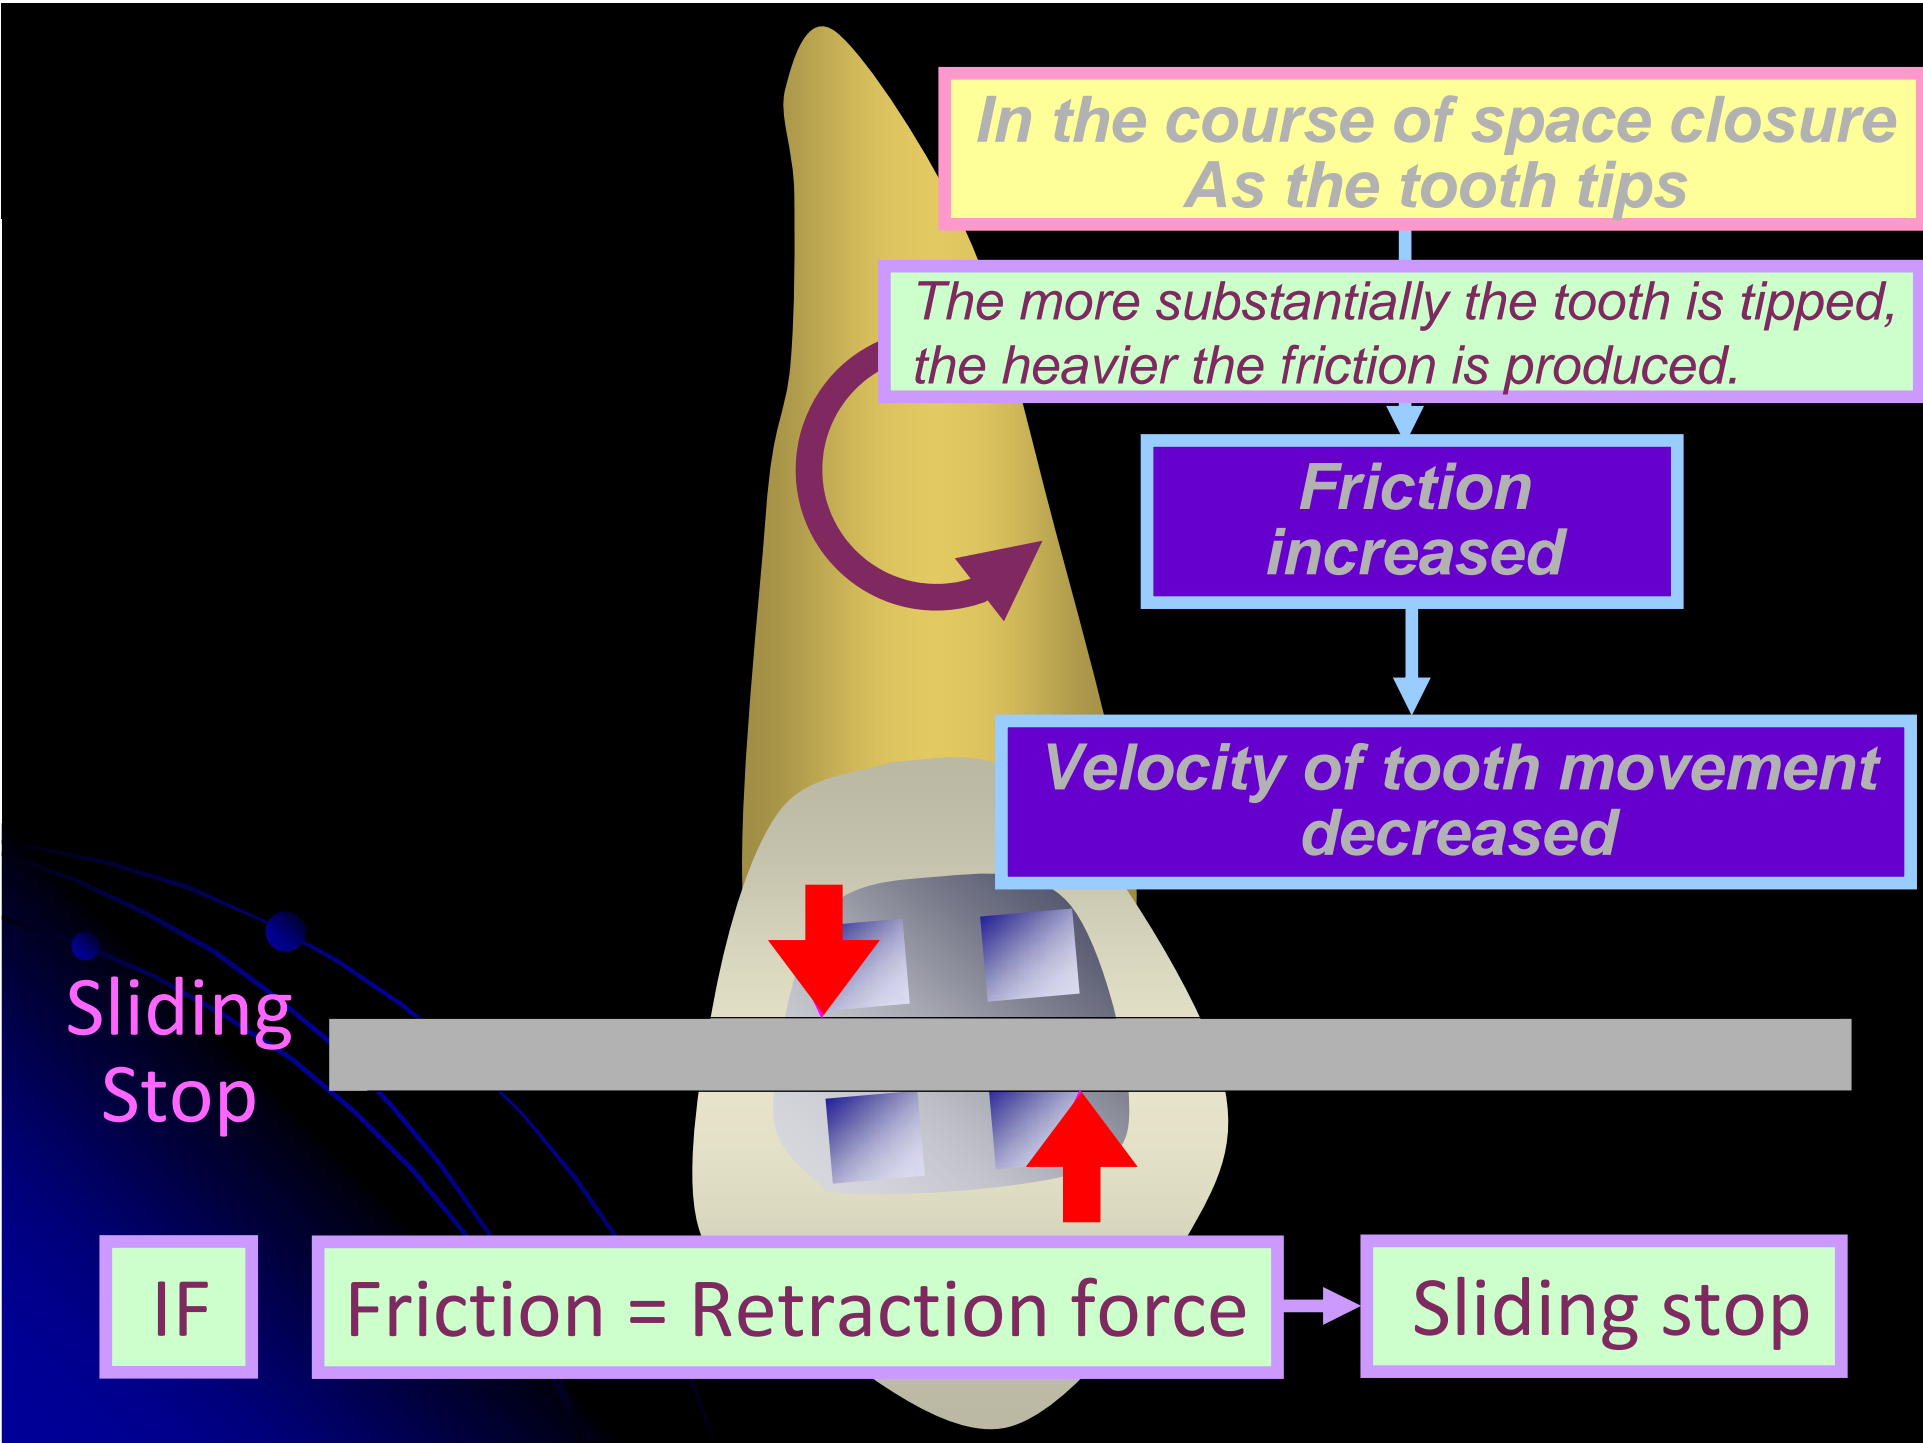 In the course of space closure
As the tooth tips
The more substantially the tooth is tipped,
the heavier the friction is produced.
Friction
increased
Velocity of tooth movement
decreased
Sliding
Stop
IF
Friction = Retraction force
Sliding stop